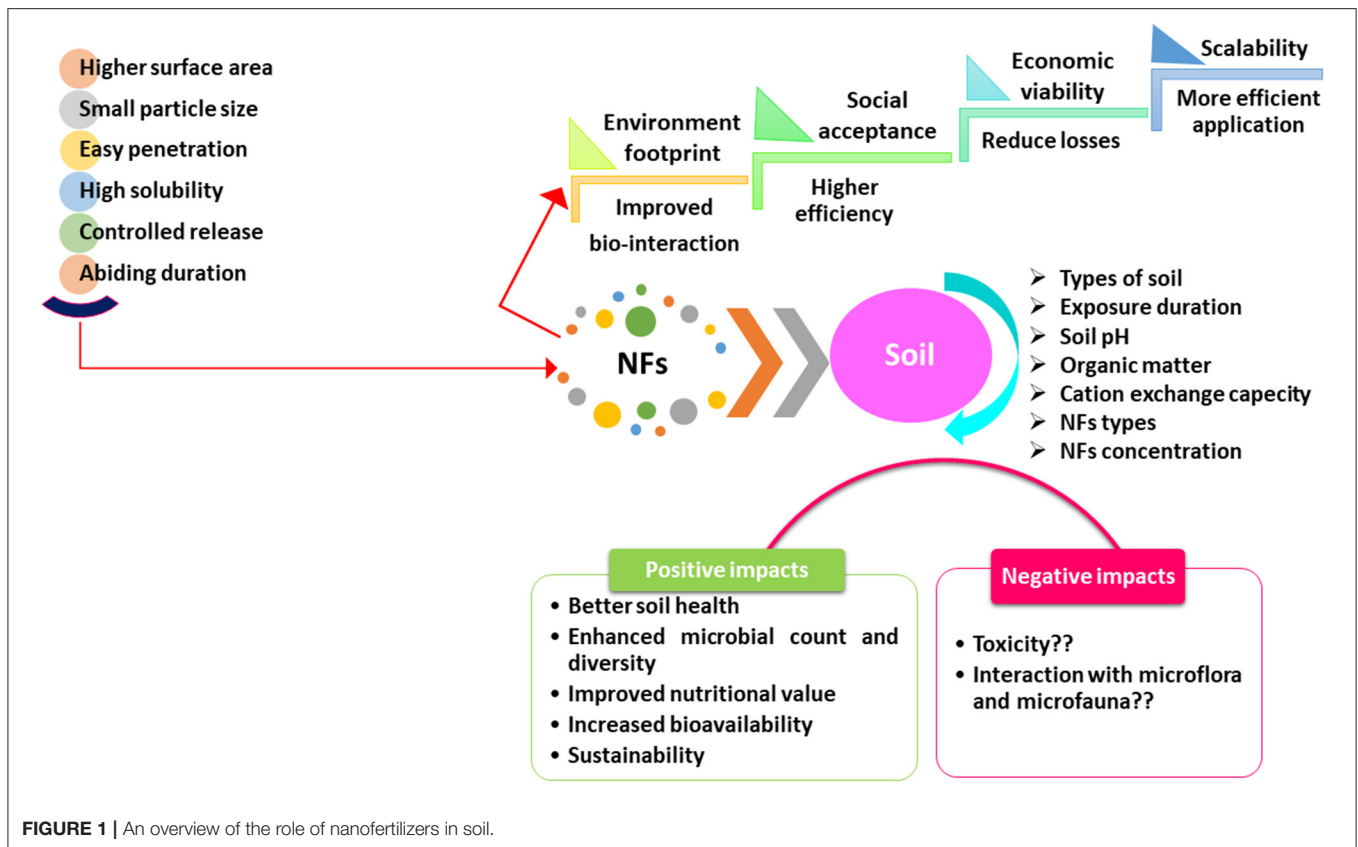 Higher surface area
Small particle size
Easy penetration
High solubility
Controlled release
Abiding duration
Environment
footprint
Improved
bio-interaction
Social
acceptance
Higher
efficiency
Economic
viability
Reduce losses
Scalability
More efficient
application
NFs
Soil
➢ Types of soil
➢ Exposure duration
➢ Soil pH
➢ Organic matter
➢ Cation exchange capecity
➢ NFs types
➢ NFs concentration
Positive impacts
• Better soil health
• Enhanced microbial count and
diversity
• Improved nutritional value
• Increased bioavailability
• Sustainability
Negative impacts
• Toxicity??
• Interaction with microflora
and microfauna??
FIGURE 1 | An overview of the role of nanofertilizers in soil.